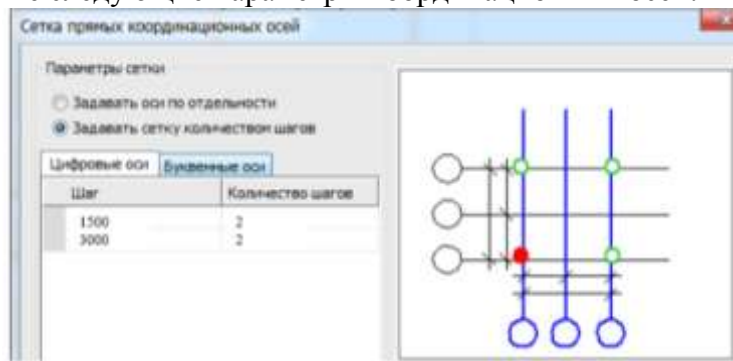 Сетка прямых координационных осей
Параметры сетки
Задавать оси по отдельности
Задавать сетку количеством шагов
Цифровые оси Буквенные оси
Шаг Количество шагов
1500 2
3000 2